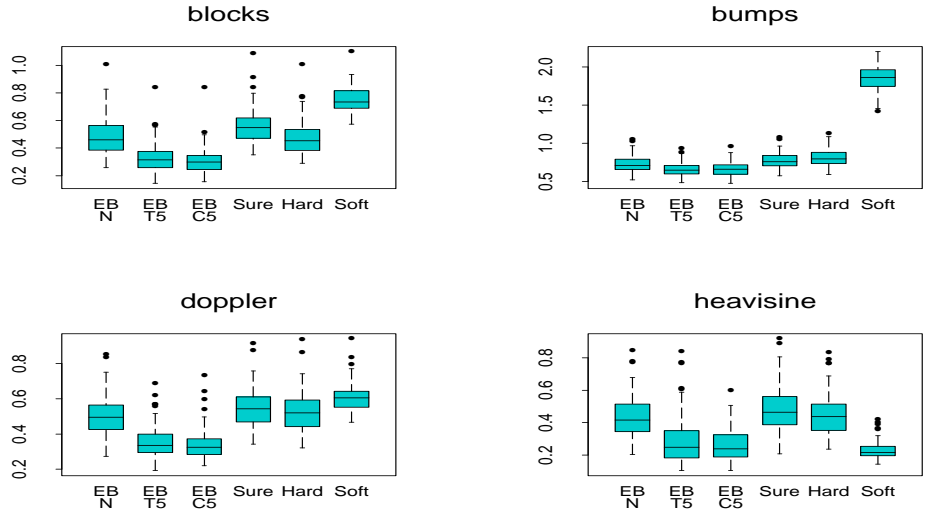 blocks
1.0
0.8
0.6
0.4
0.2
EB EB EB Sure Hard Soft
N T5 C5
bumps
2.0
1.5
1.0
0.5
EB EB EB Sure Hard Soft
N T5 C5
doppler
0.8
0.6
0.4
0.2
EB EB EB Sure Hard Soft
N T5 C5
heavisine
0.8
0.6
0.4
0.2
EB EB EB Sure Hard Soft
N T5 C5